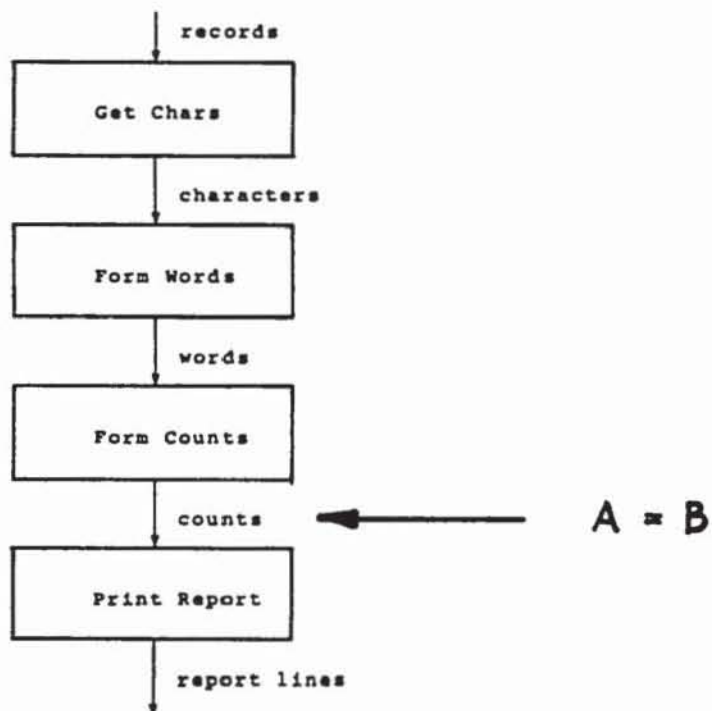 records
Get Chars
characters
Form Words
words
Form Counts
counts
A = B
Print Report
report lines